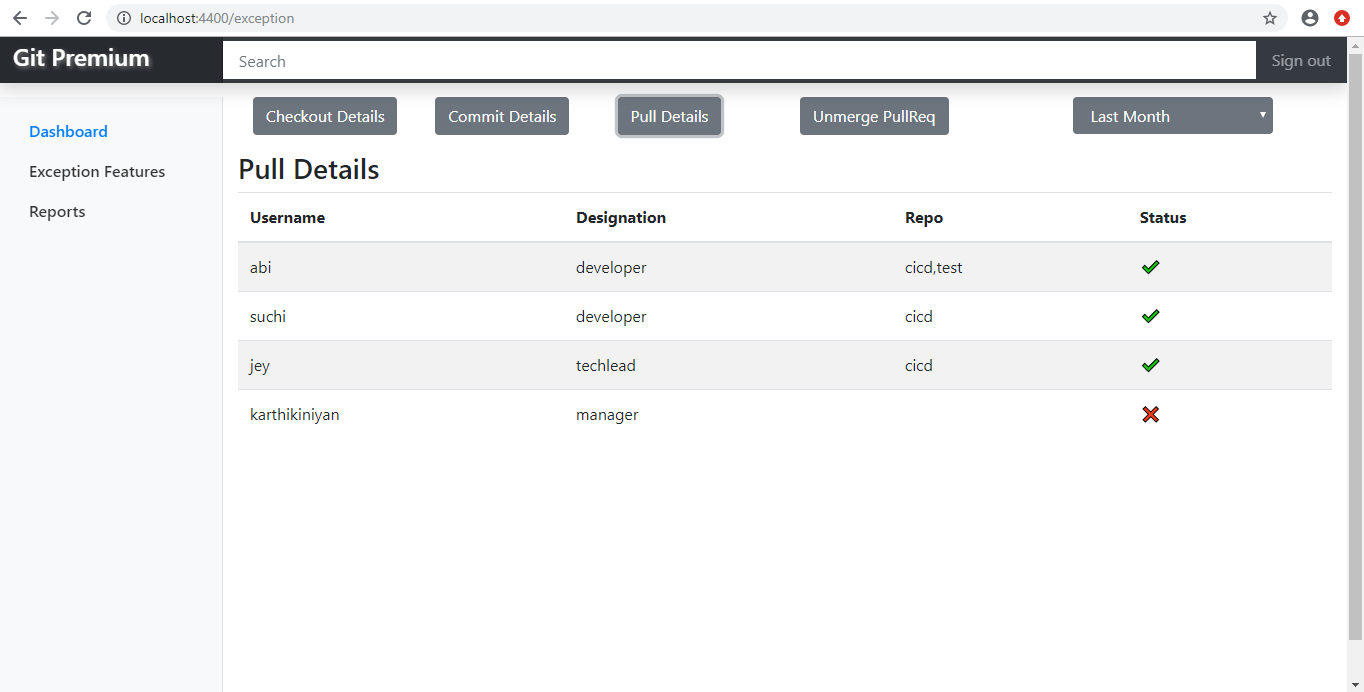 localhost:4400/exception
Git Premium Search Sign out
Checkout Details Commit Details Pull Details Unmerge PullReq Last Month
Dashboard
Exception Features
Reports
Pull Details
Username Designation Repo Status
abi developer cicd,test
suchi developer cicd
jey techlead cicd
karthikiniyan manager